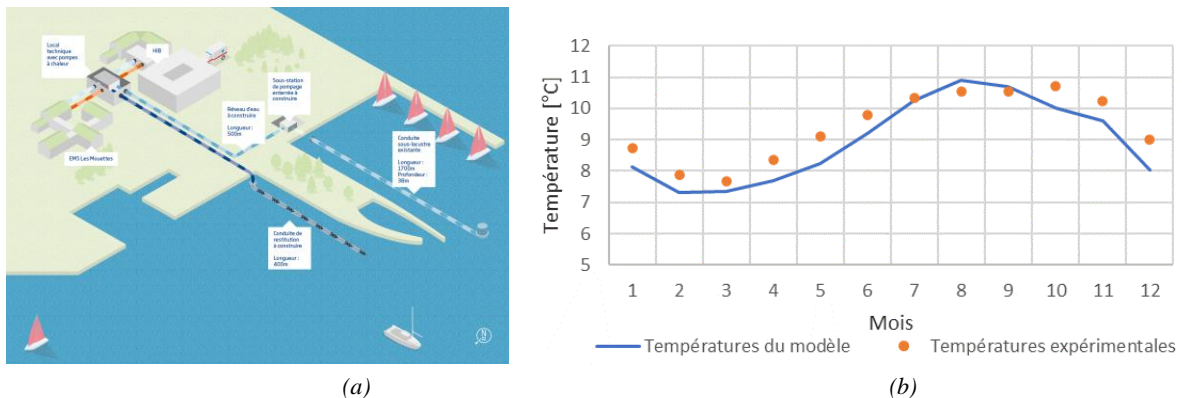 Local
technique
avec pompes
à chaleur
HIB
Sous-station
de pompage
enterrée à
construire
Réseau d'eau
à construire
Longueur :
500m
Conduite
sous-lacustre
existante
Longueur :
1700m
Profondeur :
38m
EMS Les Mouettes
Conduite de
restitution
à construire
Longueur :
400m
N
(a)
Température [°C]
12
11
10
9
8
7
6
5
1 2 3 4 5 6 7 8 9 10 11 12
Mois
Températures du modèle
Températures expérimentales
(b)